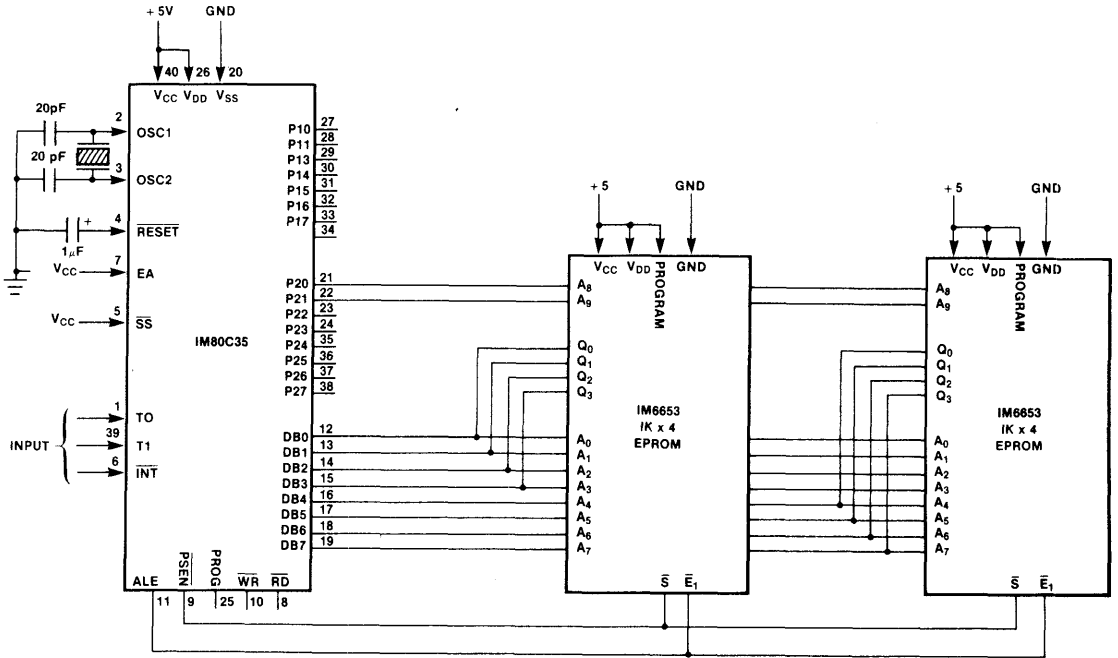 +5V GND
40 26 20
VCC VDD VSS
20pF
2 OSC1
20 pF
3 OSC2
4 + RESET
1µF
VCC 7 EA
VCC 5 SS
IM80C35
INPUT
1 TO
39 T1
6 INT
P10 27
P11 28
P13 29
P14 30
P15 31
P16 32
P17 33
34
P20 21
P21 22
P22 23
P23 24
P24 35
P25 36
P26 37
P27 38
DB0 12
DB1 13
DB2 14
DB3 15
DB4 16
DB5 17
DB6 18
DB7 19
ALE PSEN PROG WR RD
11 9 25 10 8
+5 GND
VCC VDD PROGRAM GND
A8
A9
Q0
Q1
Q2
Q3
IM6653
IK x 4
EPROM
A0
A1
A2
A3
A4
A5
A6
A7
S E1
+5 GND
VCC VDD PROGRAM GND
A8
A9
Q0
Q1
Q2
Q3
IM6653
IK x 4
EPROM
A0
A1
A2
A3
A4
A5
A6
A7
S E1